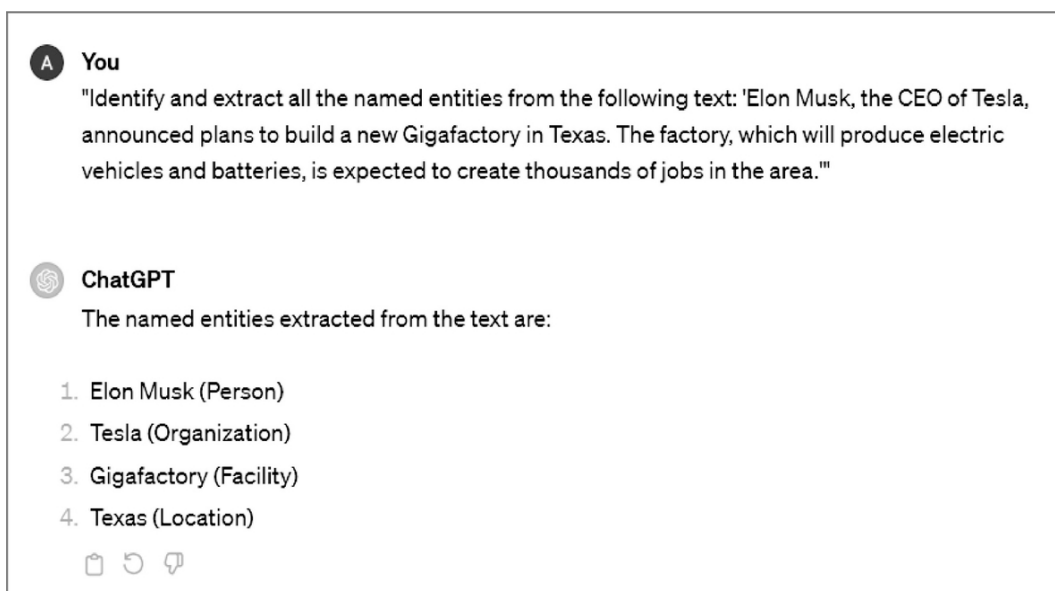 A You
"Identify and extract all the named entities from the following text: 'Elon Musk, the CEO of Tesla,
announced plans to build a new Gigafactory in Texas. The factory, which will produce electric
vehicles and batteries, is expected to create thousands of jobs in the area.'"
ChatGPT
The named entities extracted from the text are:
1. Elon Musk (Person)
2. Tesla (Organization)
3. Gigafactory (Facility)
4. Texas (Location)